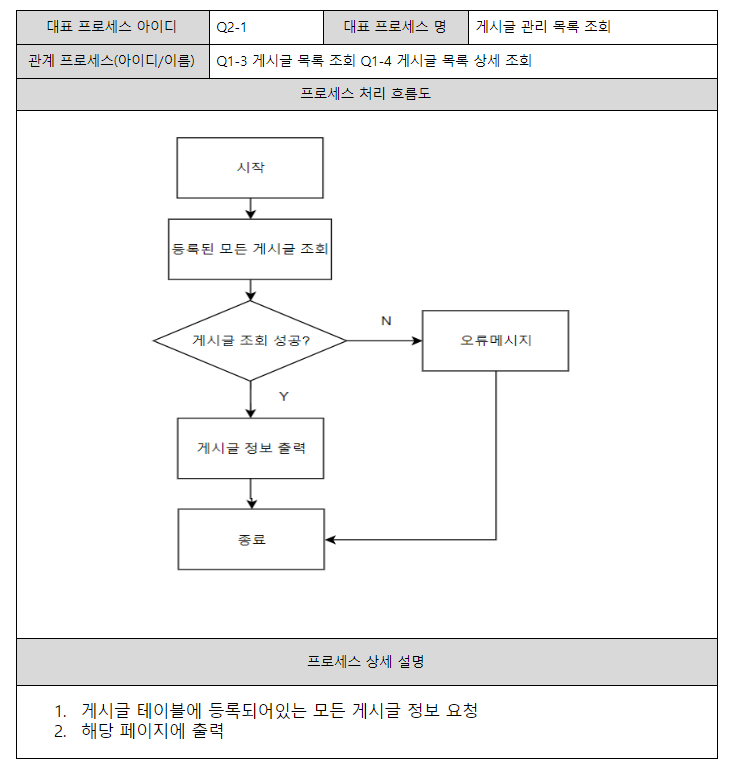 대표 프로세스 아이디 Q2-1 대표 프로세스 명 게시글 관리 목록 조회
관계 프로세스(아이디/이름) Q1-3 게시글 목록 조회 Q1-4 게시글 목록 상세 조회
프로세스 처리 흐름도
시작
등록된 모든 게시글 조회
게시글 조회 성공?
N
오류메시지
Y
게시글 정보 출력
종료
프로세스 상세 설명
1. 게시글 테이블에 등록되어있는 모든 게시글 정보 요청
2. 해당 페이지에 출력